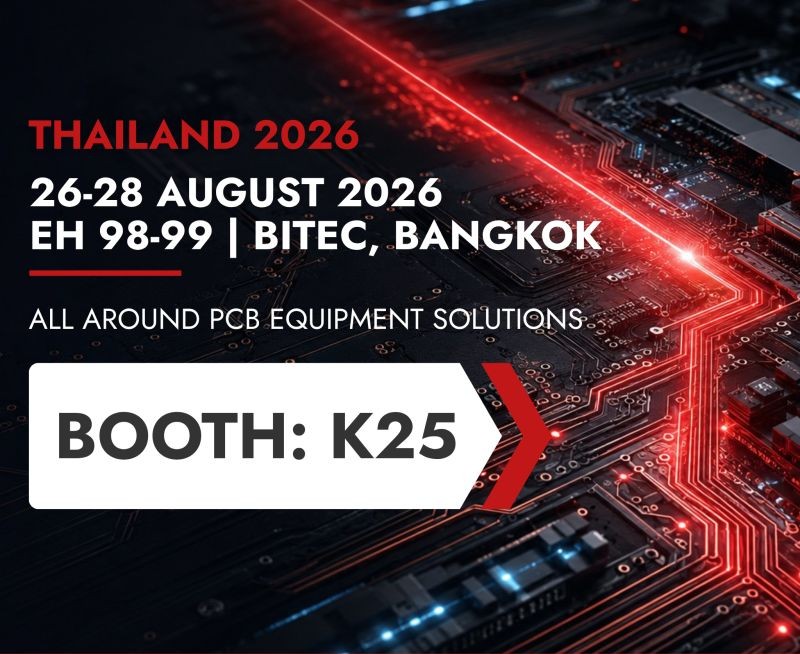 THAILAND 2026
26-28 AUGUST 2026
EH 98-99 | BITEC, BANGKOK
ALL AROUND PCB EQUIPMENT SOLUTIONS
BOOTH: K25